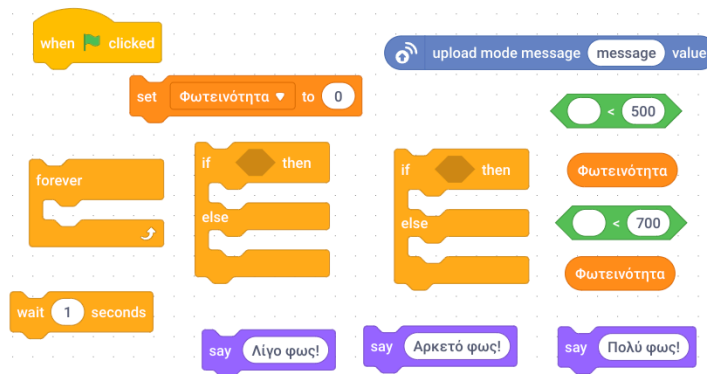 when clicked
upload mode message message value
set Φωτεινότητα to 0
< 500
if then
else
if then
else
forever
Φωτεινότητα
< 700
Φωτεινότητα
wait 1 seconds
say Λίγο φως!
say Αρκετό φως!
say Πολύ φως!